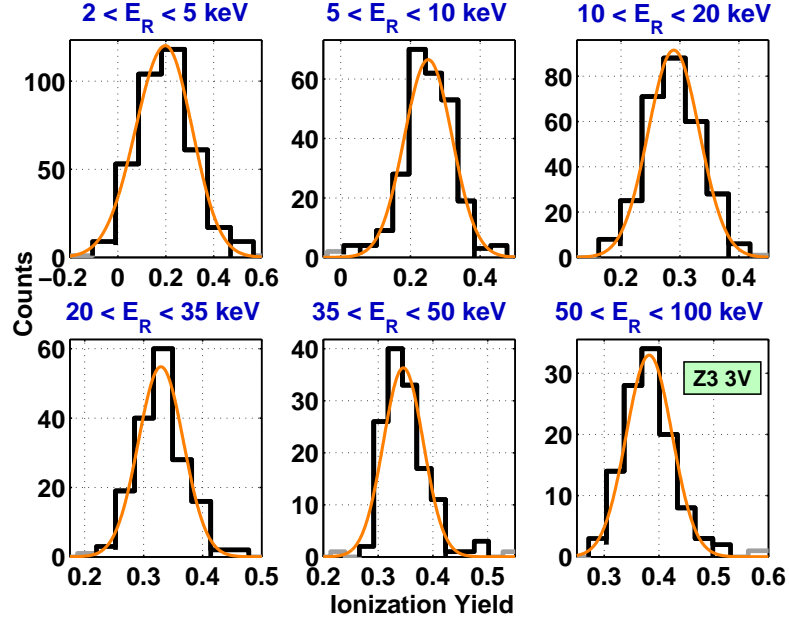 2 < E_R < 5 keV
5 < E_R < 10 keV
10 < E_R < 20 keV
100
50
0
−0.2 0 0.2 0.4 0.6
60
40
20
0
0 0.2 0.4
80
60
40
20
0
0.2 0.3 0.4
Counts
20 < E_R < 35 keV
35 < E_R < 50 keV
50 < E_R < 100 keV
60
40
20
0
0.2 0.3 0.4 0.5
40
30
20
10
0
0.2 0.3 0.4 0.5
Z3 3V
30
20
10
0
0.3 0.4 0.5 0.6
Ionization Yield